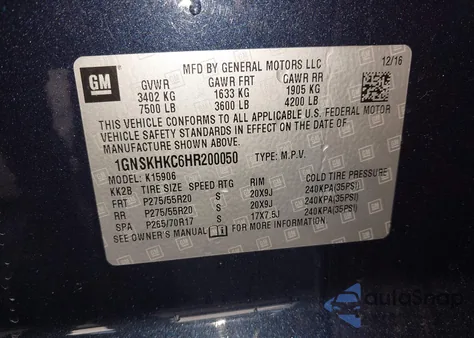 GM
MFD BY GENERAL MOTORS LLC
12/16
GVWR GAWR FRT GAWR RR
3402 KG 1633 KG 1905 KG
7500 LB 3600 LB 4200 LB
THIS VEHICLE CONFORMS TO ALL APPLICABLE U.S. FEDERAL MOTOR
VEHICLE SAFETY AND THEFT PREVENTION STANDARDS IN EFFECT ON THE DATE OF
MANUFACTURE SHOWN ABOVE.
1GNSKHKC6HR200050 TYPE: M.P.V.
MODEL: K15906
KK2B TIRE SIZE SPEED RTG RIM COLD TIRE PRESSURE
FRT P275/55R20 S 20X9J 240KPA(35PSI)
RR P275/55R20 S 20X9J 240KPA(35PSI)
SPA P265/70R17 S 17X7.5J 240KPA(35PSI)
SEE OWNER'S MANUAL FOR MORE INFORMATION
autoSnap